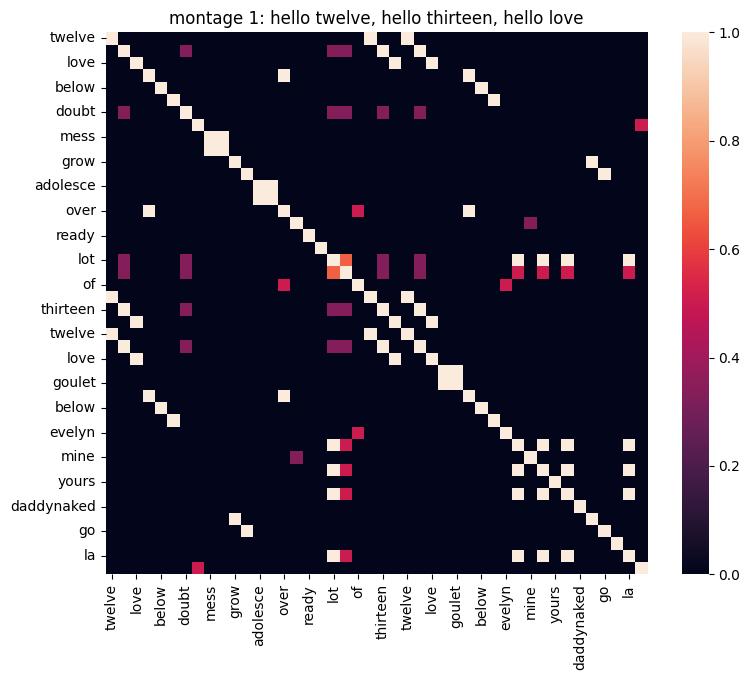 montage 1: hello twelve, hello thirteen, hello love
twelve
love
below
doubt
mess
grow
adolesce
over
ready
lot
of
thirteen
twelve
love
goulet
below
evelyn
mine
yours
daddynaked
go
la
1.0
0.8
0.6
0.4
0.2
0.0
twelve
love
below
doubt
mess
grow
adolesce
over
ready
lot
of
thirteen
twelve
love
goulet
below
evelyn
mine
yours
daddynaked
go
la